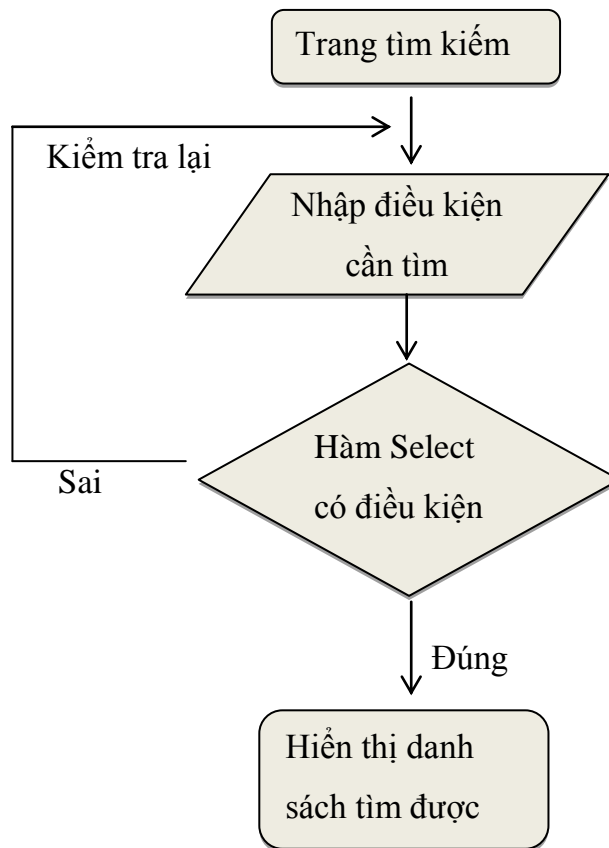 Trang tìm kiếm
Kiểm tra lại
Nhập điều kiện
cần tìm
Hàm Select
có điều kiện
Sai
Đúng
Hiển thị danh
sách tìm được